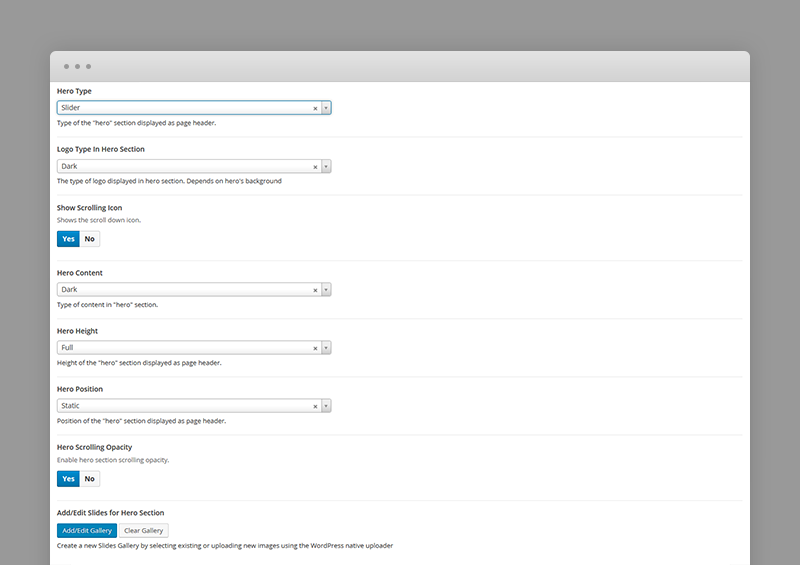 Hero Type
Slider
Type of the "hero" section displayed as page header.
Logo Type In Hero Section
Dark
The type of logo displayed in hero section. Depends on hero's background
Show Scrolling Icon
Shows the scroll down icon.
Yes No
Hero Content
Dark
Type of content in "hero" section.
Hero Height
Full
Height of the "hero" section displayed as page header.
Hero Position
Static
Position of the "hero" section displayed as page header.
Hero Scrolling Opacity
Enable hero section scrolling opacity.
Yes No
Add/Edit Slides for Hero Section
Add/Edit Gallery Clear Gallery
Create a new Slides Gallery by selecting existing or uploading new images using the WordPress native uploader